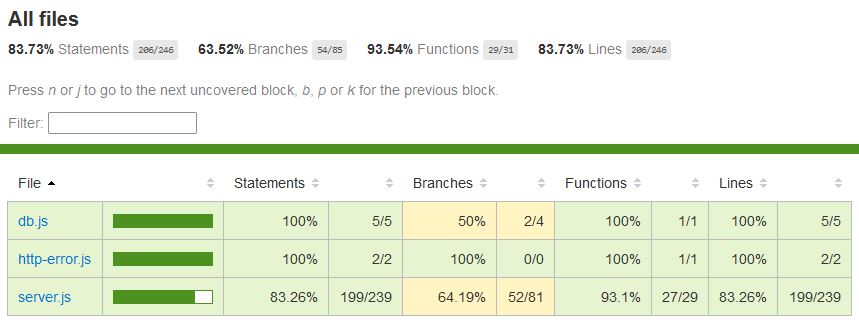 All files
83.73% Statements 206/246 63.52% Branches 54/85 93.54% Functions 29/31 83.73% Lines 206/246
Press n or j to go to the next uncovered block, b, p or k for the previous block.
Filter:
File Statements Branches Functions Lines
db.js 100% 5/5 50% 2/4 100% 1/1 100% 5/5
http-error.js 100% 2/2 100% 0/0 100% 1/1 100% 2/2
server.js 83.26% 199/239 64.19% 52/81 93.1% 27/29 83.26% 199/239